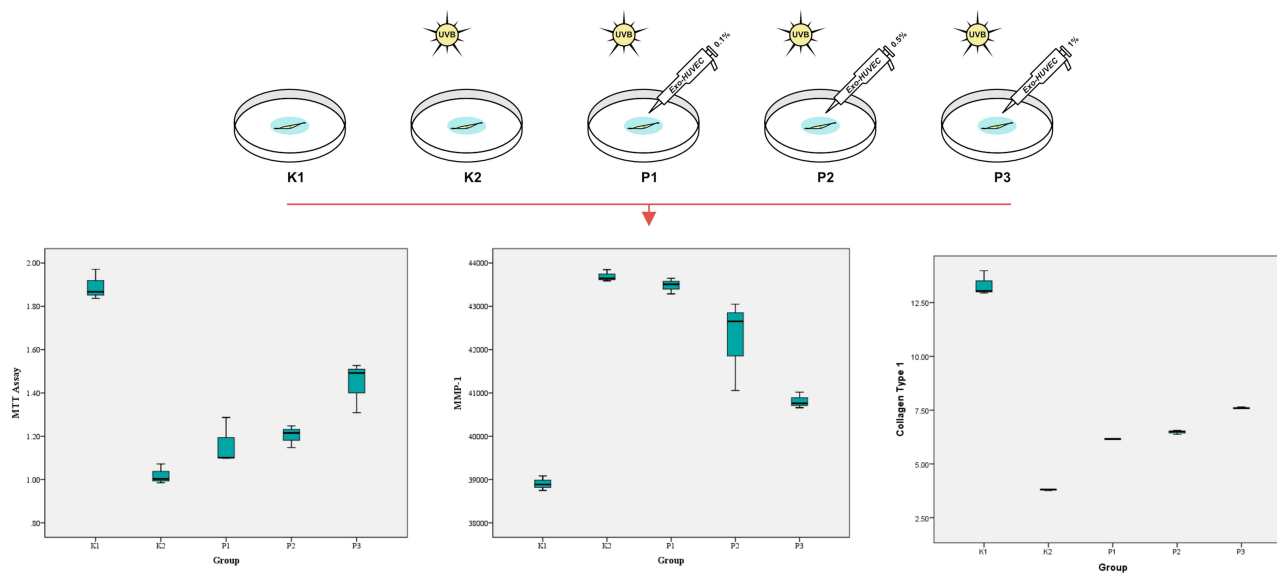 UVB
UVB
UVB
UVB
Exo-HUVEC 0.1%
Exo-HUVEC 0.5%
Exo-HUVEC 1%
K1
K2
P1
P2
P3
MTT Assay
2.00
1.80
1.60
1.40
1.20
1.00
.80
K1 K2 P1 P2 P3
Group
MMP-1
44000
43000
42000
41000
40000
39000
38000
K1 K2 P1 P2 P3
Group
Collagen Type 1
12.50
10.00
7.50
5.00
2.50
K1 K2 P1 P2 P3
Group